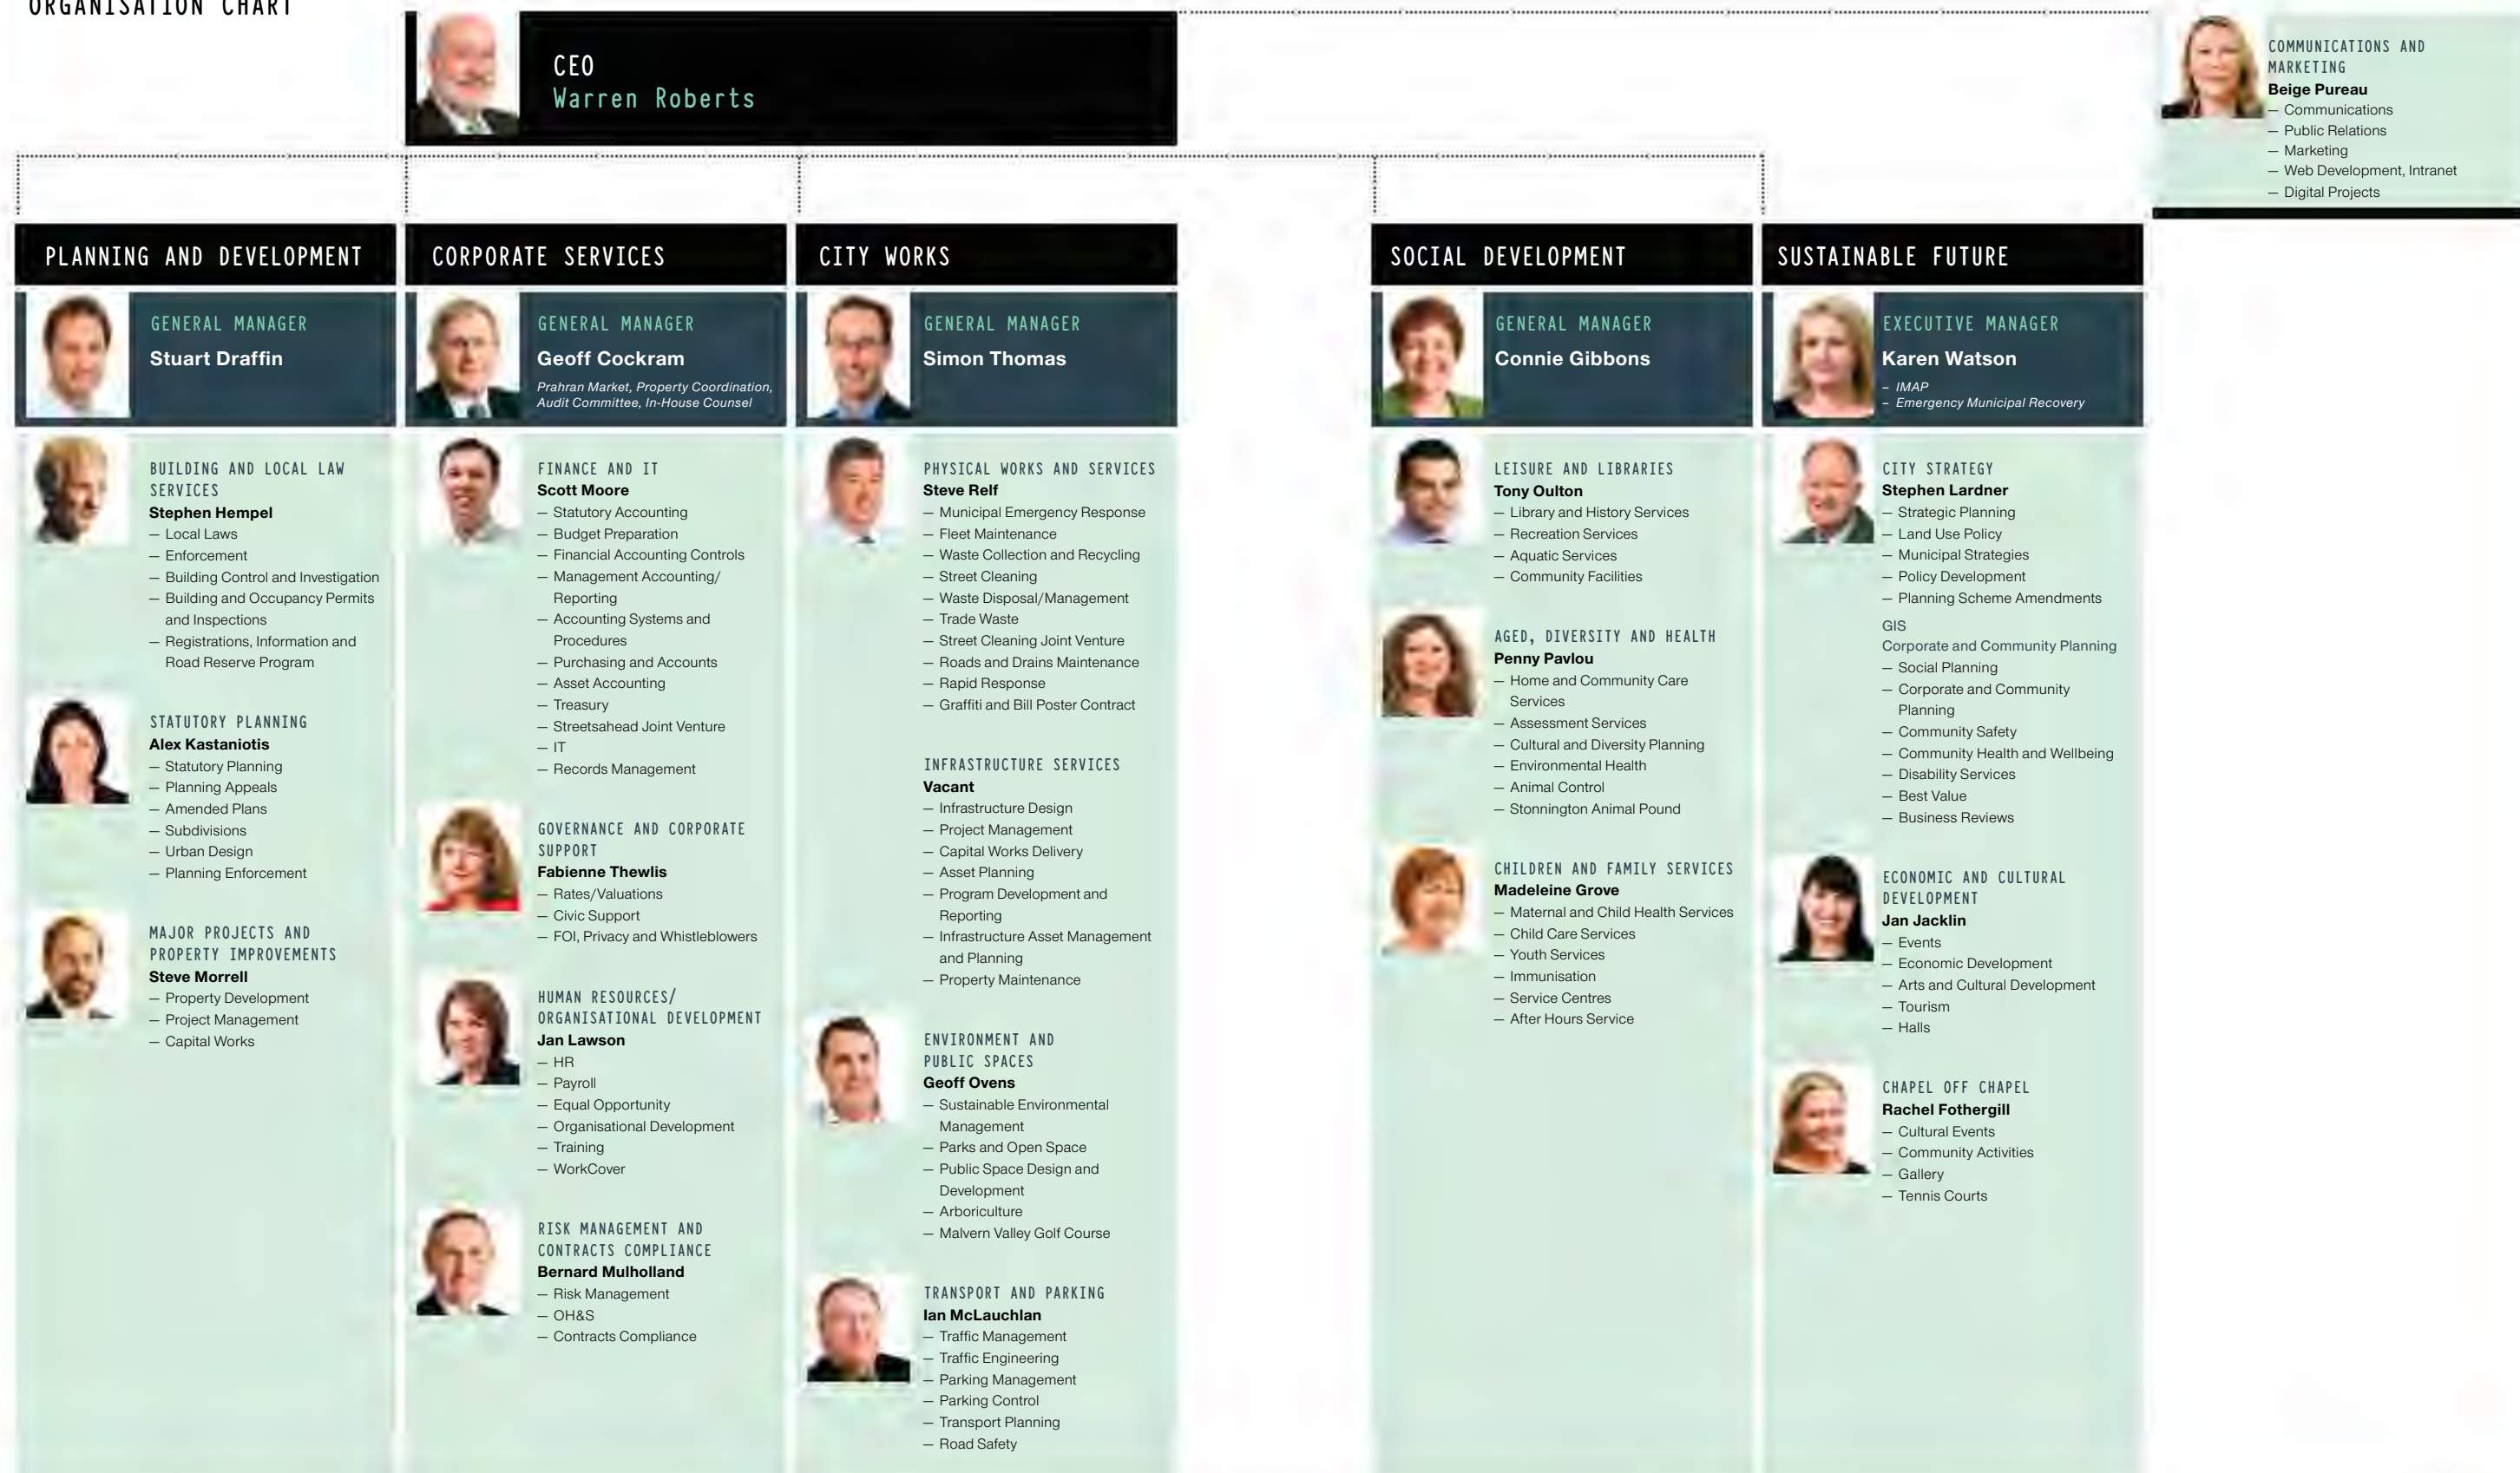 ORGANISATION CHART
CEO
Warren Roberts
COMMUNICATIONS AND
MARKETING
Beige Pureau
— Communications
— Public Relations
— Marketing
— Web Development, Intranet
— Digital Projects
PLANNING AND DEVELOPMENT
GENERAL MANAGER
Stuart Draffin
BUILDING AND LOCAL LAW
SERVICES
Stephen Hempel
— Local Laws
— Enforcement
— Building Control and Investigation
— Building and Occupancy Permits
and Inspections
— Registrations, Information and
Road Reserve Program
STATUTORY PLANNING
Alex Kastaniotis
— Statutory Planning
— Planning Appeals
— Amended Plans
— Subdivisions
— Urban Design
— Planning Enforcement
MAJOR PROJECTS AND
PROPERTY IMPROVEMENTS
Steve Morrell
— Property Development
— Project Management
— Capital Works
CORPORATE SERVICES
GENERAL MANAGER
Geoff Cockram
Prahran Market, Property Coordination,
Audit Committee, In-House Counsel
FINANCE AND IT
Scott Moore
— Statutory Accounting
— Budget Preparation
— Financial Accounting Controls
— Management Accounting/
Reporting
— Accounting Systems and
Procedures
— Purchasing and Accounts
— Asset Accounting
— Treasury
— Streetsahead Joint Venture
— IT
— Records Management
GOVERNANCE AND CORPORATE
SUPPORT
Fabienne Thewlis
— Rates/Valuations
— Civic Support
— FOI, Privacy and Whistleblowers
HUMAN RESOURCES/
ORGANISATIONAL DEVELOPMENT
Jan Lawson
— HR
— Payroll
— Equal Opportunity
— Organisational Development
— Training
— WorkCover
RISK MANAGEMENT AND
CONTRACTS COMPLIANCE
Bernard Mulholland
— Risk Management
— OH&S
— Contracts Compliance
CITY WORKS
GENERAL MANAGER
Simon Thomas
PHYSICAL WORKS AND SERVICES
Steve Relf
— Municipal Emergency Response
— Fleet Maintenance
— Waste Collection and Recycling
— Street Cleaning
— Waste Disposal/Management
— Trade Waste
— Street Cleaning Joint Venture
— Roads and Drains Maintenance
— Rapid Response
— Graffiti and Bill Poster Contract
INFRASTRUCTURE SERVICES
Vacant
— Infrastructure Design
— Project Management
— Capital Works Delivery
— Asset Planning
— Program Development and
Reporting
— Infrastructure Asset Management
and Planning
— Property Maintenance
ENVIRONMENT AND
PUBLIC SPACES
Geoff Ovens
— Sustainable Environmental
Management
— Parks and Open Space
— Public Space Design and
Development
— Arboriculture
— Malvern Valley Golf Course
TRANSPORT AND PARKING
Ian McLauchlan
— Traffic Management
— Traffic Engineering
— Parking Management
— Parking Control
— Transport Planning
— Road Safety
SOCIAL DEVELOPMENT
GENERAL MANAGER
Connie Gibbons
LEISURE AND LIBRARIES
Tony Oulton
— Library and History Services
— Recreation Services
— Aquatic Services
— Community Facilities
AGED, DIVERSITY AND HEALTH
Penny Pavlou
— Home and Community Care
Services
— Assessment Services
— Cultural and Diversity Planning
— Environmental Health
— Animal Control
— Stonnington Animal Pound
CHILDREN AND FAMILY SERVICES
Madeleine Grove
— Maternal and Child Health Services
— Child Care Services
— Youth Services
— Immunisation
— Service Centres
— After Hours Service
SUSTAINABLE FUTURE
EXECUTIVE MANAGER
Karen Watson
– IMAP
– Emergency Municipal Recovery
CITY STRATEGY
Stephen Lardner
— Strategic Planning
— Land Use Policy
— Municipal Strategies
— Policy Development
— Planning Scheme Amendments
GIS
Corporate and Community Planning
— Social Planning
— Corporate and Community
Planning
— Community Safety
— Community Health and Wellbeing
— Disability Services
— Best Value
— Business Reviews
ECONOMIC AND CULTURAL
DEVELOPMENT
Jan Jacklin
— Events
— Economic Development
— Arts and Cultural Development
— Tourism
— Halls
CHAPEL OFF CHAPEL
Rachel Fothergill
— Cultural Events
— Community Activities
— Gallery
— Tennis Courts